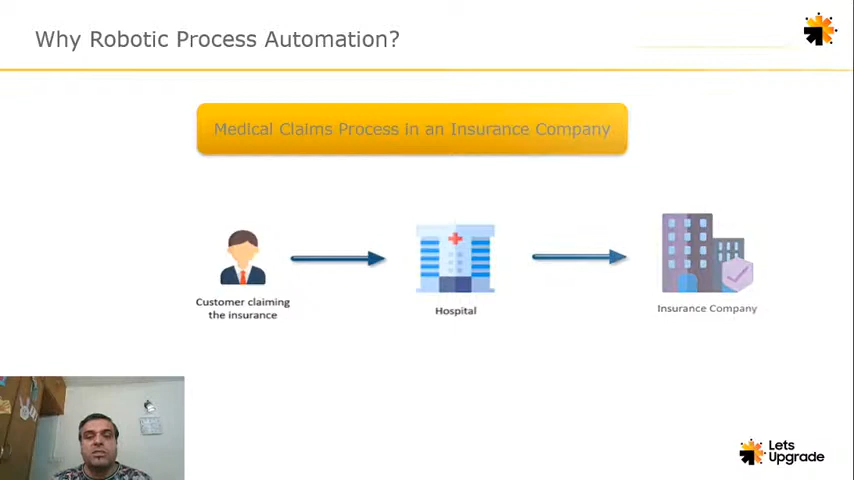 Why Robotic Process Automation?
Medical Claims Process in an Insurance Company
Customer claiming
the insurance
Hospital
Insurance Company
Lets
Upgrade